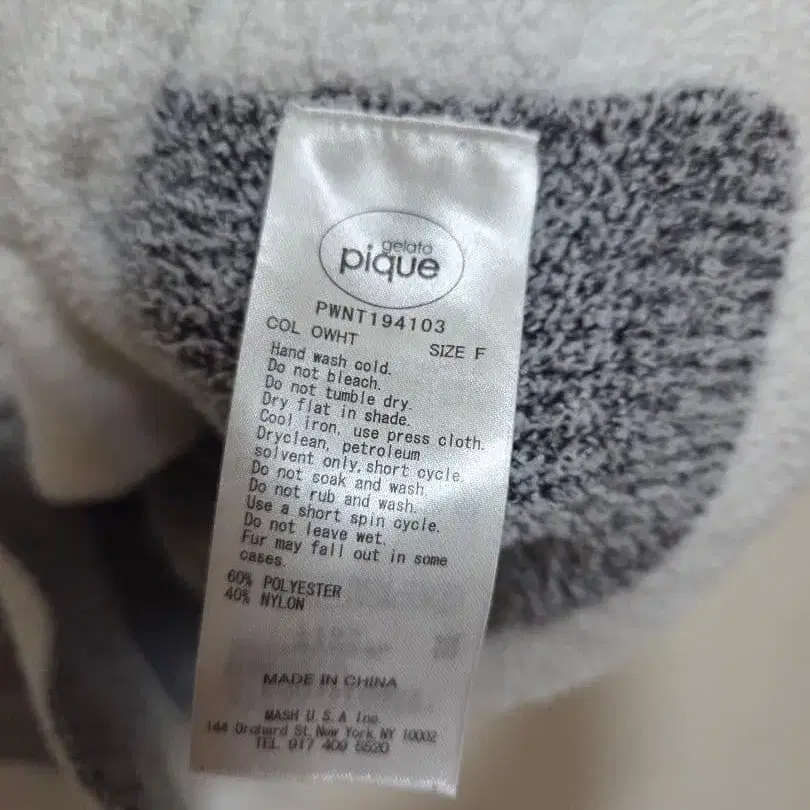 gelato
pique
PWNT194103
COL OWHT
SIZE F
Hand wash cold.
Do not bleach.
Do not tumble dry.
Dry flat in shade.
Cool iron, use press cloth.
Dryclean, petroleum
solvent only, short cycle.
Do not soak and wash.
Do not rub and wash.
Use a short spin cycle.
Do not leave wet.
Fur may fall out in some
cases.
60% POLYESTER
40% NYLON
MADE IN CHINA
MASH U.S.A Inc.
144 Orchard St, New York, NY 10002
TEL 917 409 5520